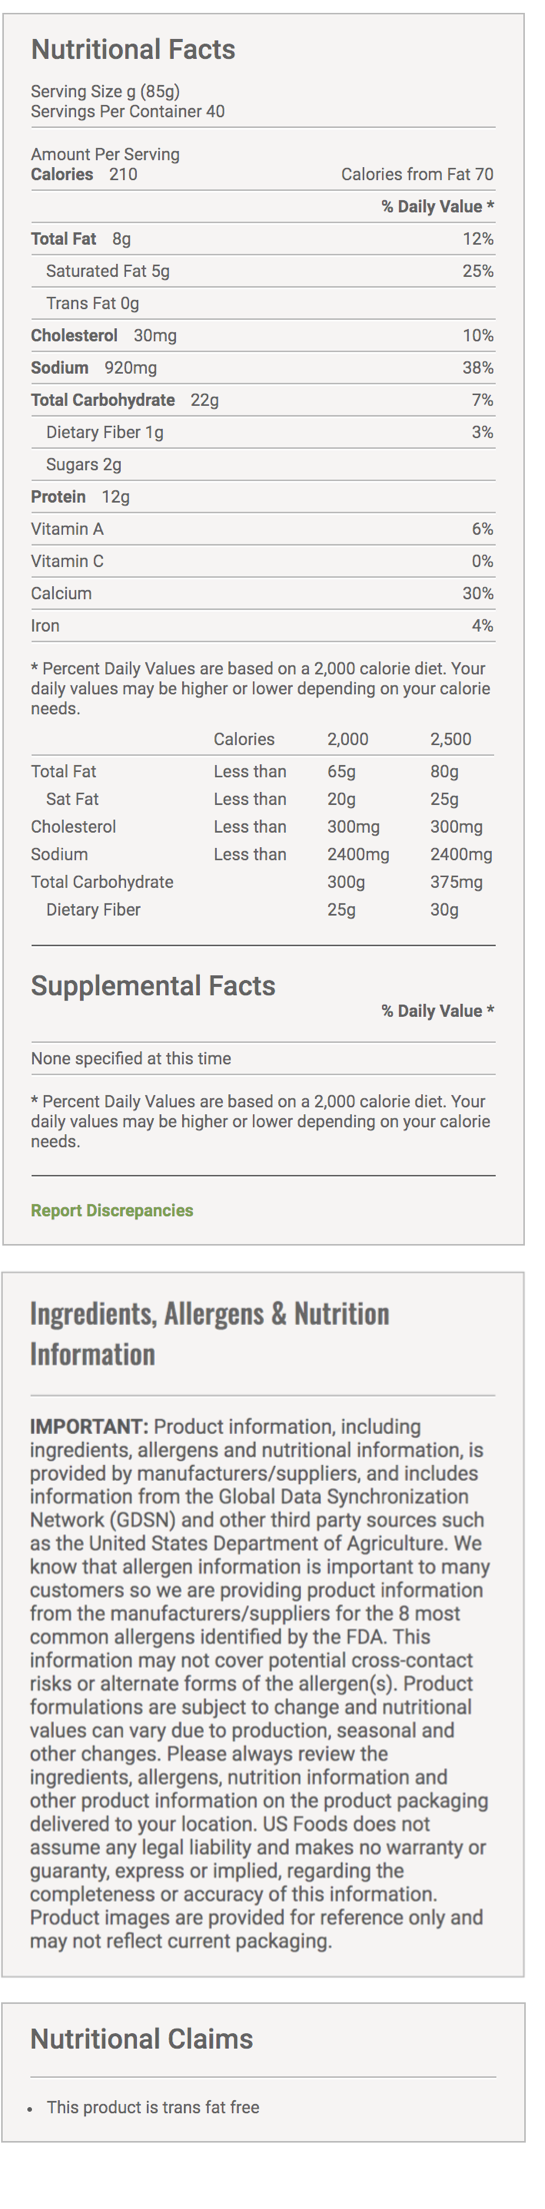 Nutritional Facts
Serving Size g (85g)
Servings Per Container 40
Amount Per Serving
Calories 210 Calories from Fat 70
% Daily Value *
Total Fat 8g 12%
Saturated Fat 5g 25%
Trans Fat 0g
Cholesterol 30mg 10%
Sodium 920mg 38%
Total Carbohydrate 22g 7%
Dietary Fiber 1g 3%
Sugars 2g
Protein 12g
Vitamin A 6%
Vitamin C 0%
Calcium 30%
Iron 4%
* Percent Daily Values are based on a 2,000 calorie diet. Your
daily values may be higher or lower depending on your calorie
needs.
Calories 2,000 2,500
Total Fat Less than 65g 80g
Sat Fat Less than 20g 25g
Cholesterol Less than 300mg 300mg
Sodium Less than 2400mg 2400mg
Total Carbohydrate 300g 375mg
Dietary Fiber 25g 30g
Supplemental Facts
% Daily Value *
None specified at this time
* Percent Daily Values are based on a 2,000 calorie diet. Your
daily values may be higher or lower depending on your calorie
needs.
Report Discrepancies
Ingredients, Allergens & Nutrition
Information
IMPORTANT: Product information, including
ingredients, allergens and nutritional information, is
provided by manufacturers/suppliers, and includes
information from the Global Data Synchronization
Network (GDSN) and other third party sources such
as the United States Department of Agriculture. We
know that allergen information is important to many
customers so we are providing product information
from the manufacturers/suppliers for the 8 most
common allergens identified by the FDA. This
information may not cover potential cross-contact
risks or alternate forms of the allergen(s). Product
formulations are subject to change and nutritional
values can vary due to production, seasonal and
other changes. Please always review the
ingredients, allergens, nutrition information and
other product information on the product packaging
delivered to your location. US Foods does not
assume any legal liability and makes no warranty or
guaranty, express or implied, regarding the
completeness or accuracy of this information.
Product images are provided for reference only and
may not reflect current packaging.
Nutritional Claims
• This product is trans fat free